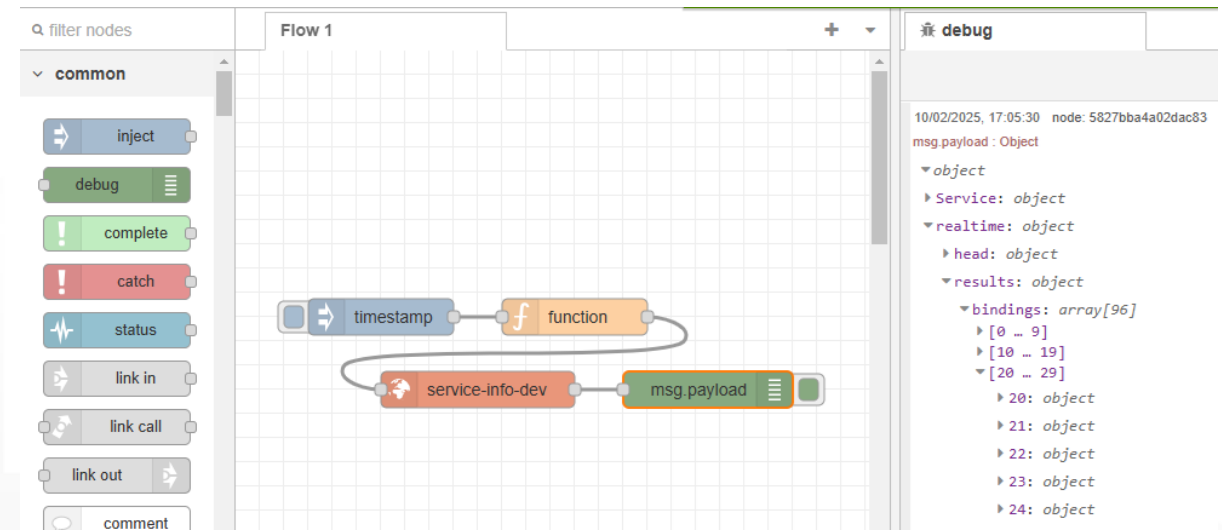 filter nodes
common
inject
debug
complete
catch
status
link in
link call
link out
comment
Flow 1
timestamp
function
service-info-dev
msg.payload
debug
10/02/2025, 17:05:30 node: 5827bba4a02dac83
msg.payload : Object
object
Service: object
realtime: object
head: object
results: object
bindings: array[96]
[0 … 9]
[10 … 19]
[20 … 29]
20: object
21: object
22: object
23: object
24: object